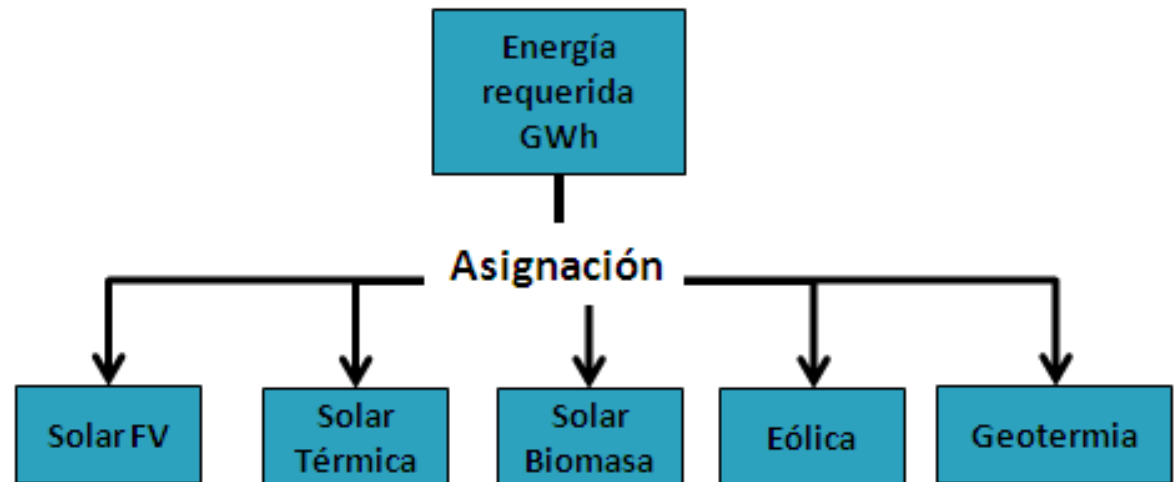 Energía
requerida
GWh
Asignación
Solar FV
Solar
Térmica
Solar
Biomasa
Eólica
Geotermia